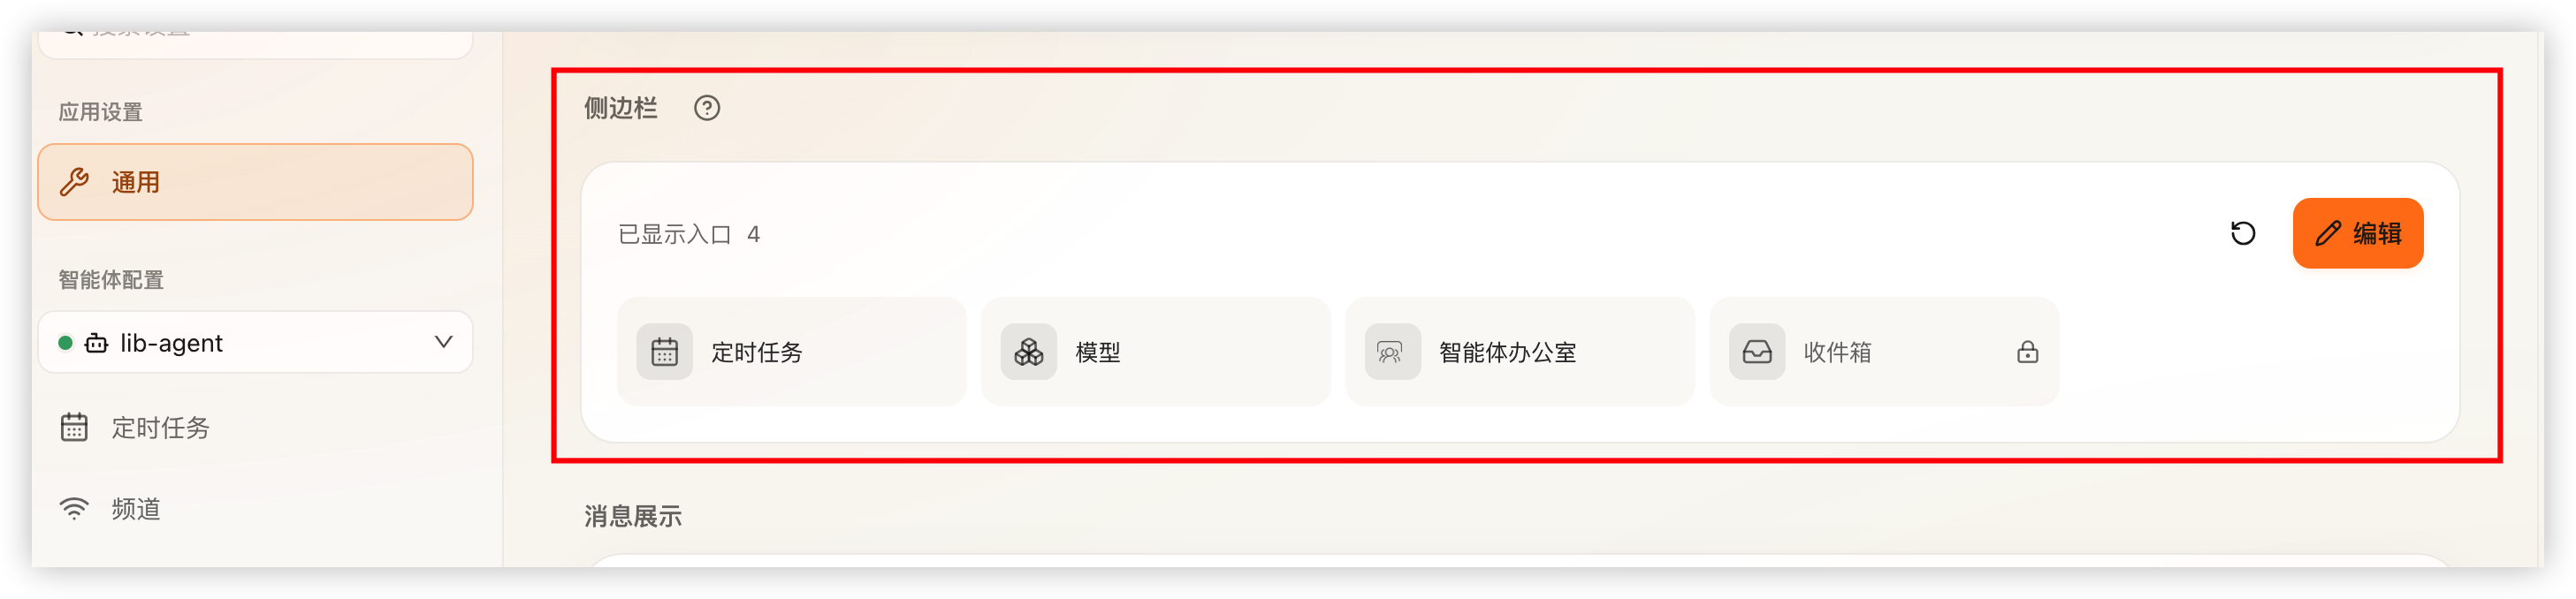 应用设置
通用
智能体配置
lib-agent
定时任务
频道
侧边栏
已显示入口 4
编辑
定时任务
模型
智能体办公室
收件箱
消息展示